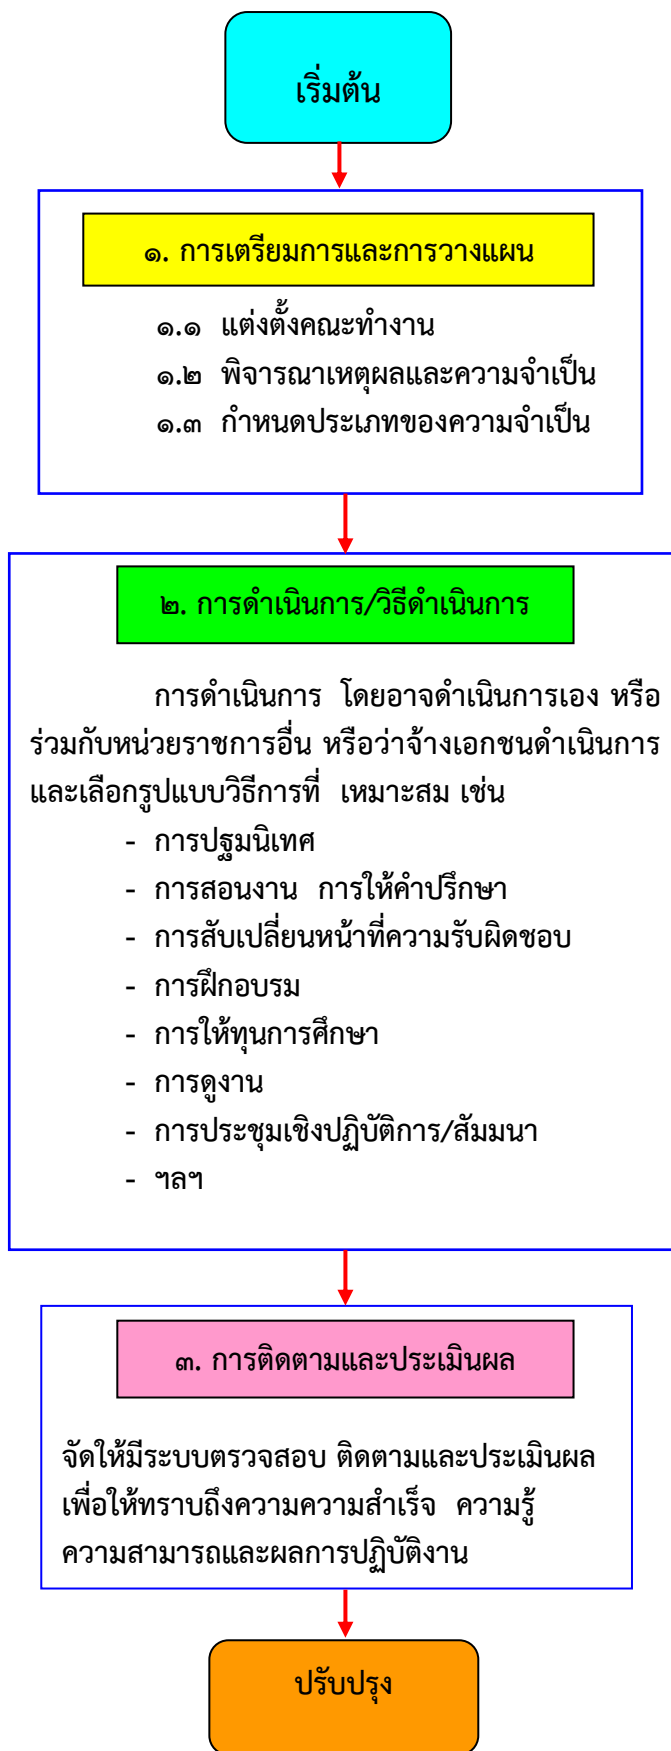 เริ่มต้น
๑. การเตรียมการและการวางแผน
๑.๑ แต่งตั้งคณะทำงาน
๑.๒ พิจารณาเหตุผลและความจำเป็น
๑.๓ กำหนดประเภทของความจำเป็น
๒. การดำเนินการ/วิธีดำเนินการ
การดำเนินการ โดยอาจดำเนินการเอง หรือ
ร่วมกับหน่วยราชการอื่น หรือว่าจ้างเอกชนดำเนินการ
และเลือกรูปแบบวิธีการที่ เหมาะสม เช่น
- การปฐมนิเทศ
- การสอนงาน การให้คำปรึกษา
- การสับเปลี่ยนหน้าที่ความรับผิดชอบ
- การฝึกอบรม
- การให้ทุนการศึกษา
- การดูงาน
- การประชุมเชิงปฏิบัติการ/สัมมนา
- ฯลฯ
๓. การติดตามและประเมินผล
จัดให้มีระบบตรวจสอบ ติดตามและประเมินผล
เพื่อให้ทราบถึงความความสำเร็จ ความรู้
ความสามารถและผลการปฏิบัติงาน
ปรับปรุง